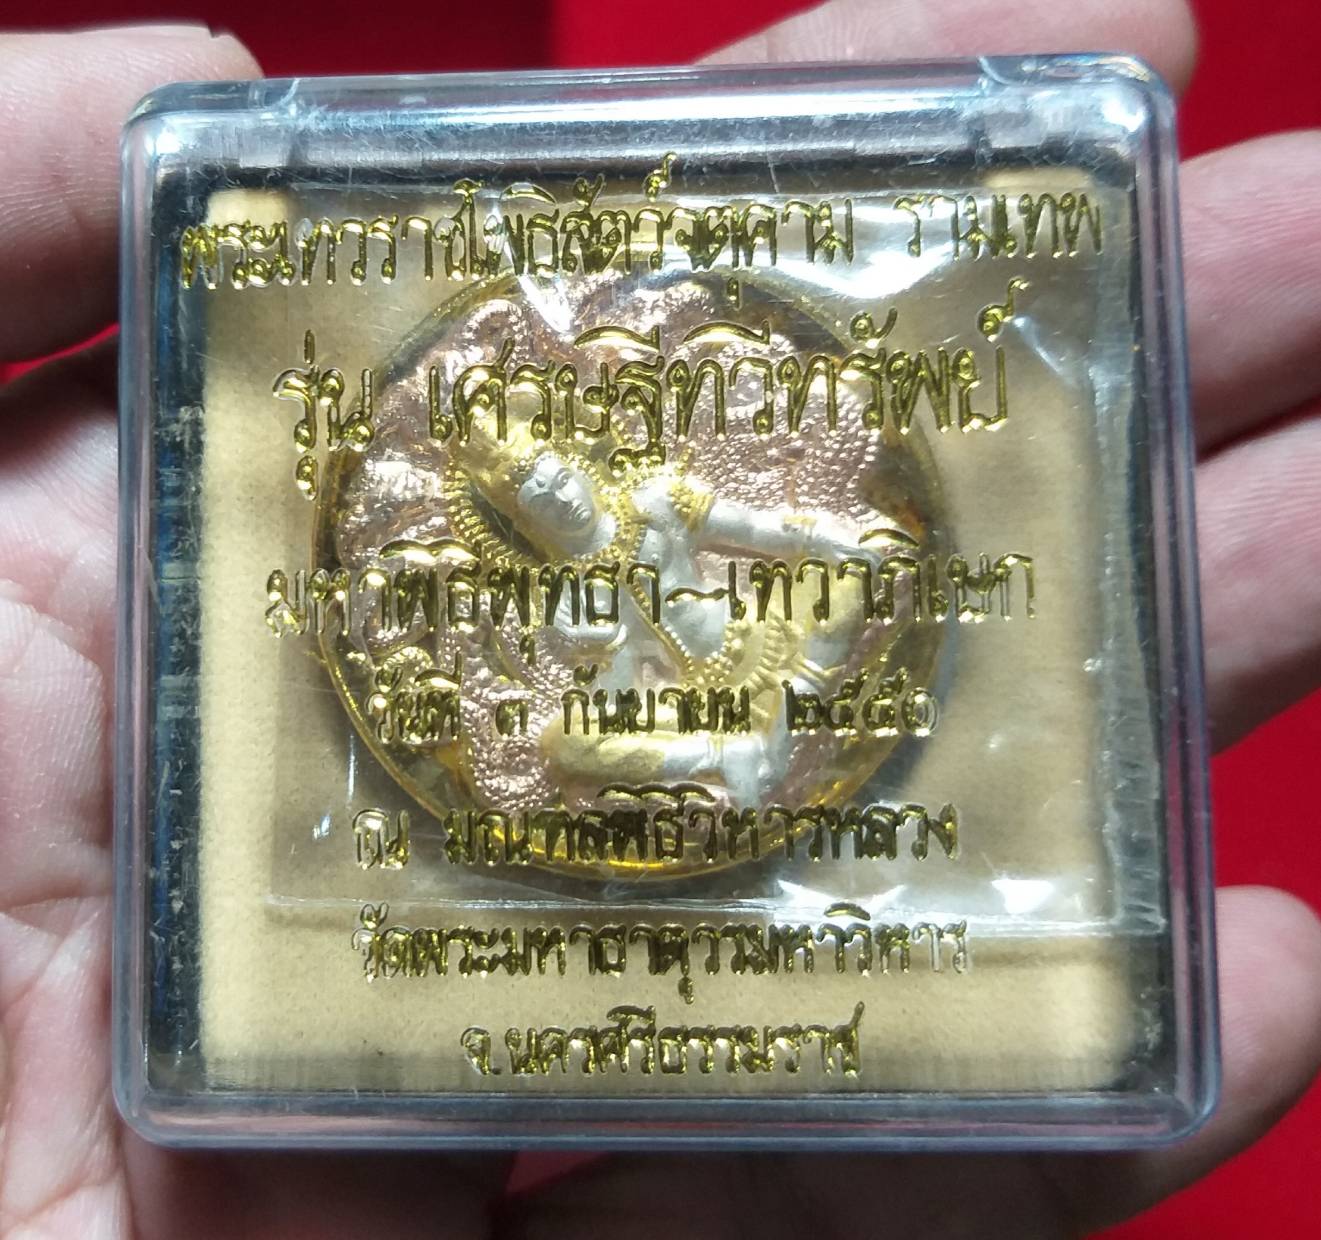 พระเทวราชโพธิสัตว์จตุคาม รามเทพ
รุ่น เศรษฐีทวีทรัพย์
มหาพิธีพุทธา~เทวาภิเษก
วันที่ ๓ กันยายน ๒๕๕๐
ณ มณฑลพิธีวิหารหลวง
วัดพระมหาธาตุวรมหาวิหาร
จ.นครศรีธรรมราช